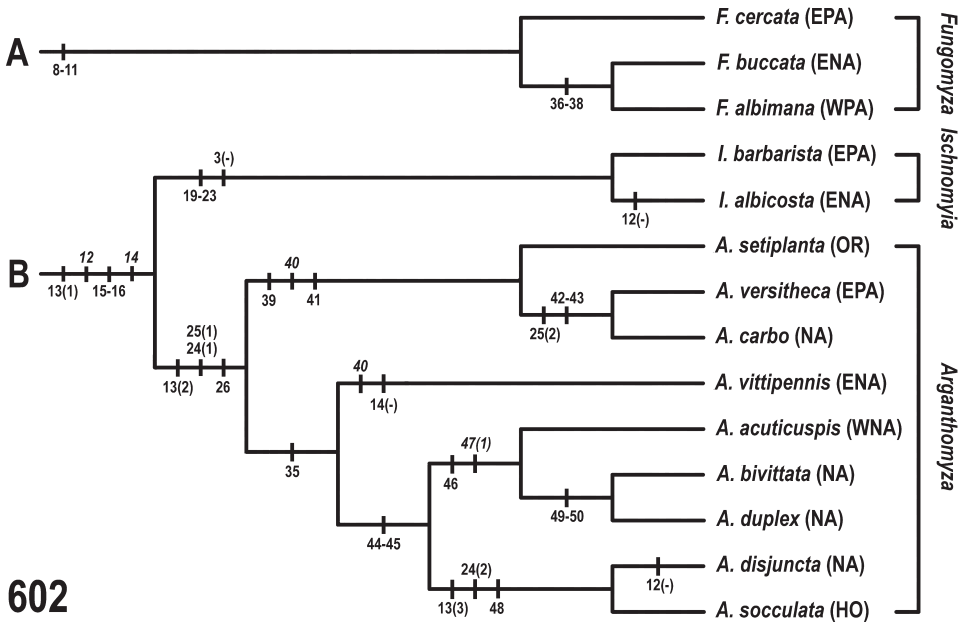 F. cercata (EPA)
A
8-11
F. buccata (ENA)
36-38
F. albimana (WPA)
Fungomyza
3(-)
I. barbarista (EPA)
19-23
I. albicosta (ENA)
12(-)
Ischnomyia
B
12
14
13(1)
15-16
40
A. setiplanta (OR)
39
41
42-43
A. versitheca (EPA)
25(2)
A. carbo (NA)
25(1)
24(1)
13(2)
26
40
A. vittipennis (ENA)
14(-)
35
47(1)
A. acuticuspis (WNA)
46
A. bivittata (NA)
49-50
A. duplex (NA)
44-45
24(2)
A. disjuncta (NA)
12(-)
13(3)
48
A. socculata (HO)
Arganthomyza
602